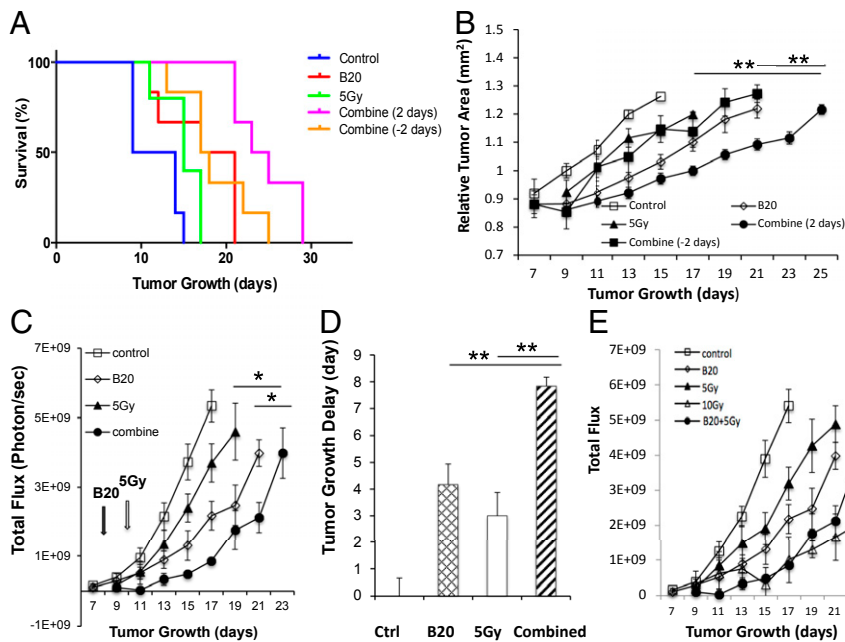 A
Survival (%)
100
50
0
0
10
20
30
Tumor Growth (days)
Control
B20
5Gy
Combine (2 days)
Combine (-2 days)
B
Relative Tumor Area (mm²)
1.4
1.3
1.2
1.1
1
0.9
0.8
0.7
** **
Control
B20
5Gy
Combine (2 days)
Combine (-2 days)
7 9 11 13 15 17 19 21 23 25
Tumor Growth (days)
C
Total Flux (Photon/sec)
7E+09
5E+09
3E+09
1E+09
-1E+09
control
B20
5Gy
combine
*
*
B20 5Gy
7 9 11 13 15 17 19 21 23
Tumor Growth (days)
D
Tumor Growth Delay (day)
9
8
7
6
5
4
3
2
1
0
** **
Ctrl B20 5Gy Combined
E
Total Flux
7E+09
6E+09
5E+09
4E+09
3E+09
2E+09
1E+09
0E+00
control
B20
5Gy
10Gy
B20+5Gy
7 9 11 13 15 17 19 21
Tumor Growth (days)